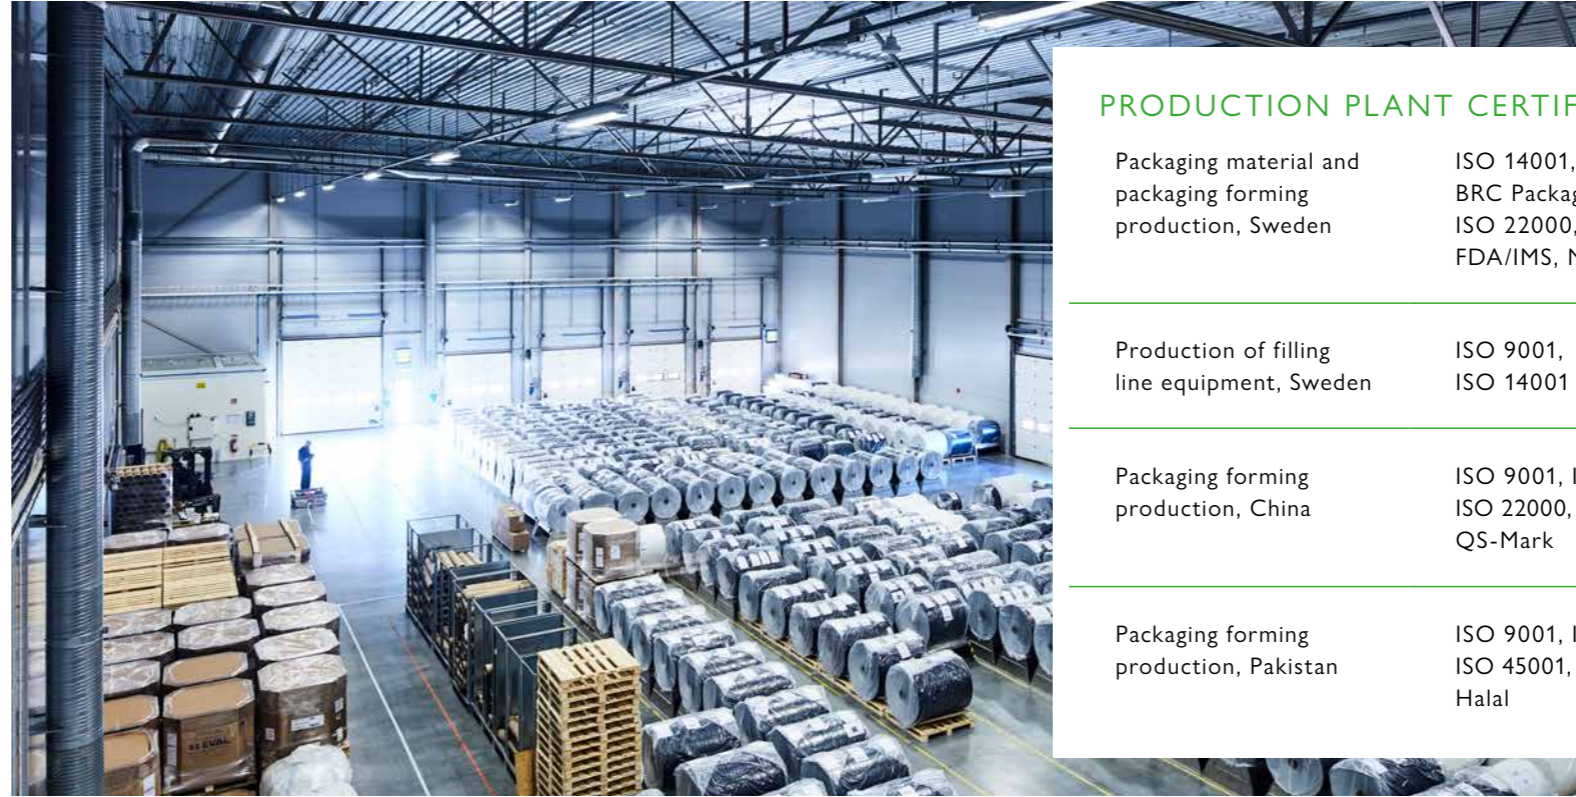 PRODUCTION PLANT CERTIF
Packaging material and
packaging forming
production, Sweden
ISO 14001,
BRC Packag
ISO 22000,
FDA/IMS,
Production of filling
line equipment, Sweden
ISO 9001,
ISO 14001
Packaging forming
production, China
ISO 9001,
ISO 22000,
QS-Mark
Packaging forming
production, Pakistan
ISO 9001,
ISO 45001,
Halal
EVAL